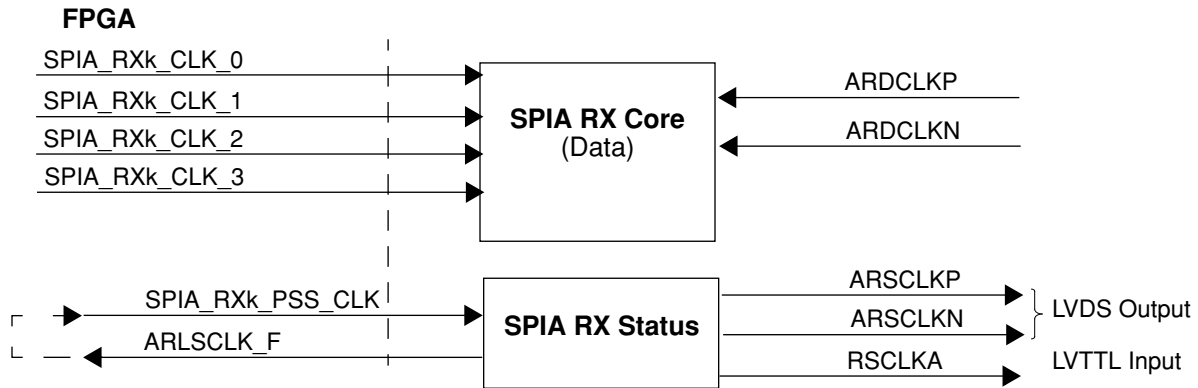 FPGA
SPIA_RXk_CLK_0
SPIA_RXk_CLK_1
SPIA_RXk_CLK_2
SPIA_RXk_CLK_3
SPIA RX Core
(Data)
ARDCLKP
ARDCLKN
SPIA_RXk_PSS_CLK
ARLSCLK_F
SPIA RX Status
ARSCLKP
ARSCLKN
LVDS Output
RSCLKA
LVTTL Input